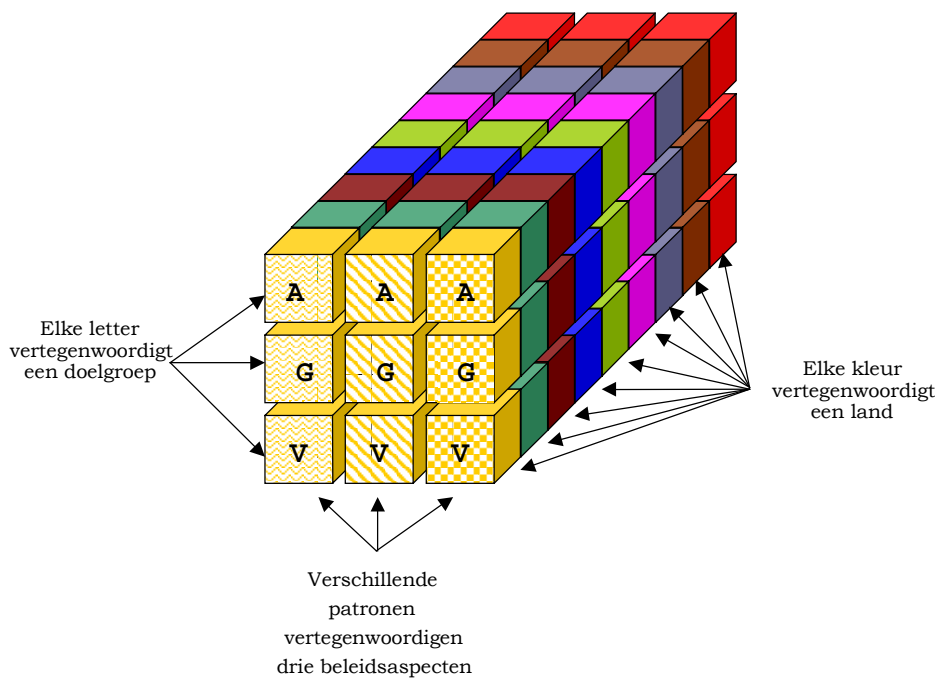 A A A
Elke letter
vertegenwoordigt
een doelgroep
G G G
Elke kleur
vertegenwoordigt
een land
V V V
Verschillende
patronen
vertegenwoordigen
drie beleidsaspecten